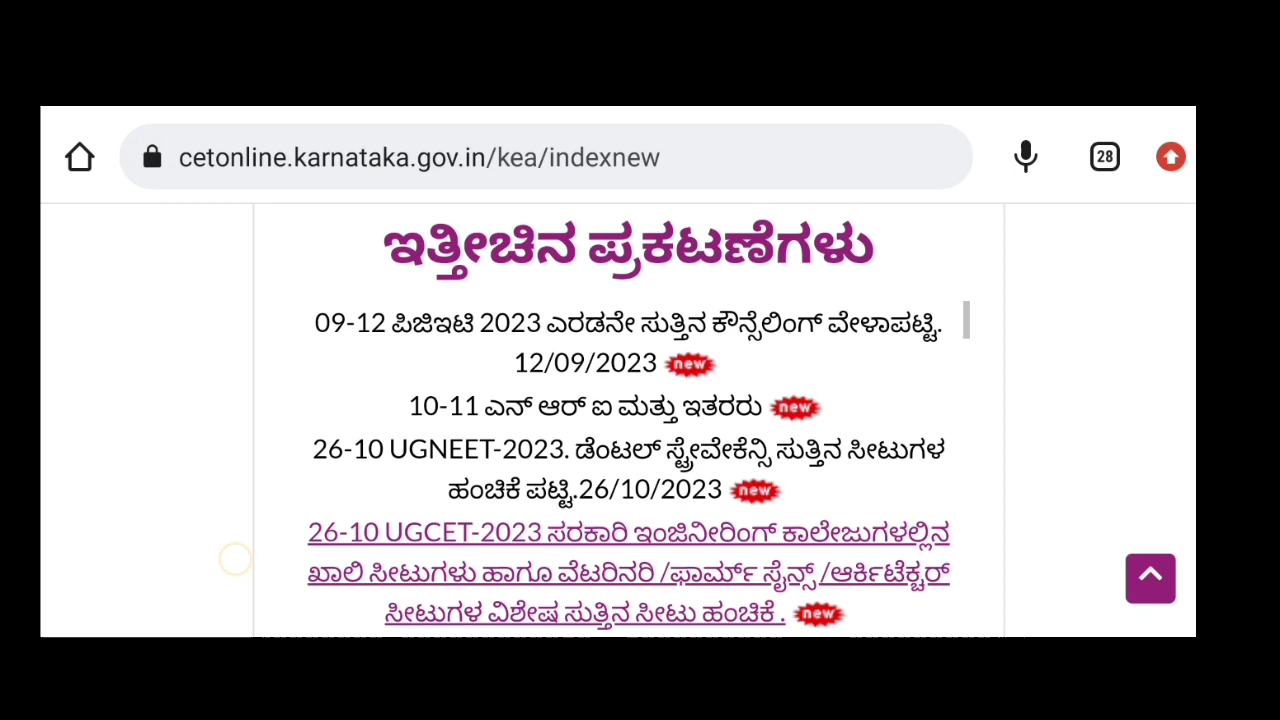 cetonline.karnataka.gov.in/kea/indexnew
28
ಇತ್ತೀಚಿನ ಪ್ರಕಟಣೆಗಳು
09-12 ಪಿಜಿಇಟಿ 2023 ಎರಡನೇ ಸುತ್ತಿನ ಕೌನ್ಸೆಲಿಂಗ್ ವೇಳಾಪಟ್ಟಿ.
12/09/2023 new
10-11 ಎನ್ ಆರ್ ಐ ಮತ್ತು ಇತರರು new
26-10 UGNEET-2023. ಡೆಂಟಲ್ ಸ್ಟ್ರೇವೇಕೆನ್ಸಿ ಸುತ್ತಿನ ಸೀಟುಗಳ
ಹಂಚಿಕೆ ಪಟ್ಟಿ.26/10/2023 new
26-10 UGCET-2023 ಸರಕಾರಿ ಇಂಜಿನೀರಿಂಗ್ ಕಾಲೇಜುಗಳಲ್ಲಿನ
ಖಾಲಿ ಸೀಟುಗಳು ಹಾಗೂ ವೆಟರಿನರಿ /ಫಾರ್ಮ್ ಸೈನ್ಸ್ /ಆರ್ಕಿಟೆಕ್ಚರ್
ಸೀಟುಗಳ ವಿಶೇಷ ಸುತ್ತಿನ ಸೀಟು ಹಂಚಿಕೆ . new